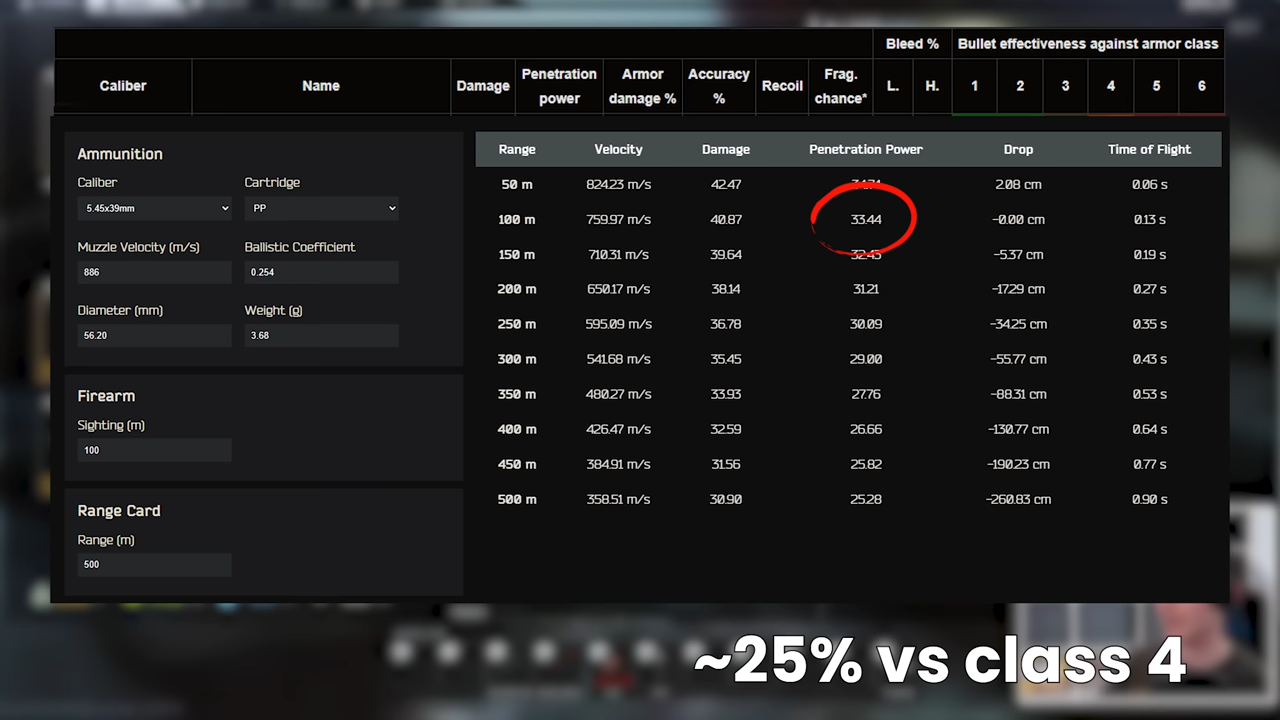 Bleed % Bullet effectiveness against armor class
Caliber Name Damage Penetration power Armor damage % Accuracy % Recoil Frag. chance* L. H. 1 2 3 4 5 6
Ammunition
Caliber Cartridge
5.45x39mm PP
Muzzle Velocity (m/s) Ballistic Coefficient
886 0.254
Diameter (mm) Weight (g)
56.20 3.68
Firearm
Sighting (m)
100
Range Card
Range (m)
500
Range Velocity Damage Penetration Power Drop Time of Flight
50 m 824.23 m/s 42.47 34.74 2.08 cm 0.06 s
100 m 759.97 m/s 40.87 33.44 -0.00 cm 0.13 s
150 m 710.31 m/s 39.64 32.43 -5.37 cm 0.19 s
200 m 650.17 m/s 38.14 31.21 -17.29 cm 0.27 s
250 m 595.09 m/s 36.78 30.09 -34.25 cm 0.35 s
300 m 541.68 m/s 35.45 29.00 -55.77 cm 0.43 s
350 m 480.27 m/s 33.93 27.76 -88.31 cm 0.53 s
400 m 426.47 m/s 32.59 26.66 -130.77 cm 0.64 s
450 m 384.91 m/s 31.56 25.82 -190.23 cm 0.77 s
500 m 358.51 m/s 30.90 25.28 -260.83 cm 0.90 s
~25% vs class 4